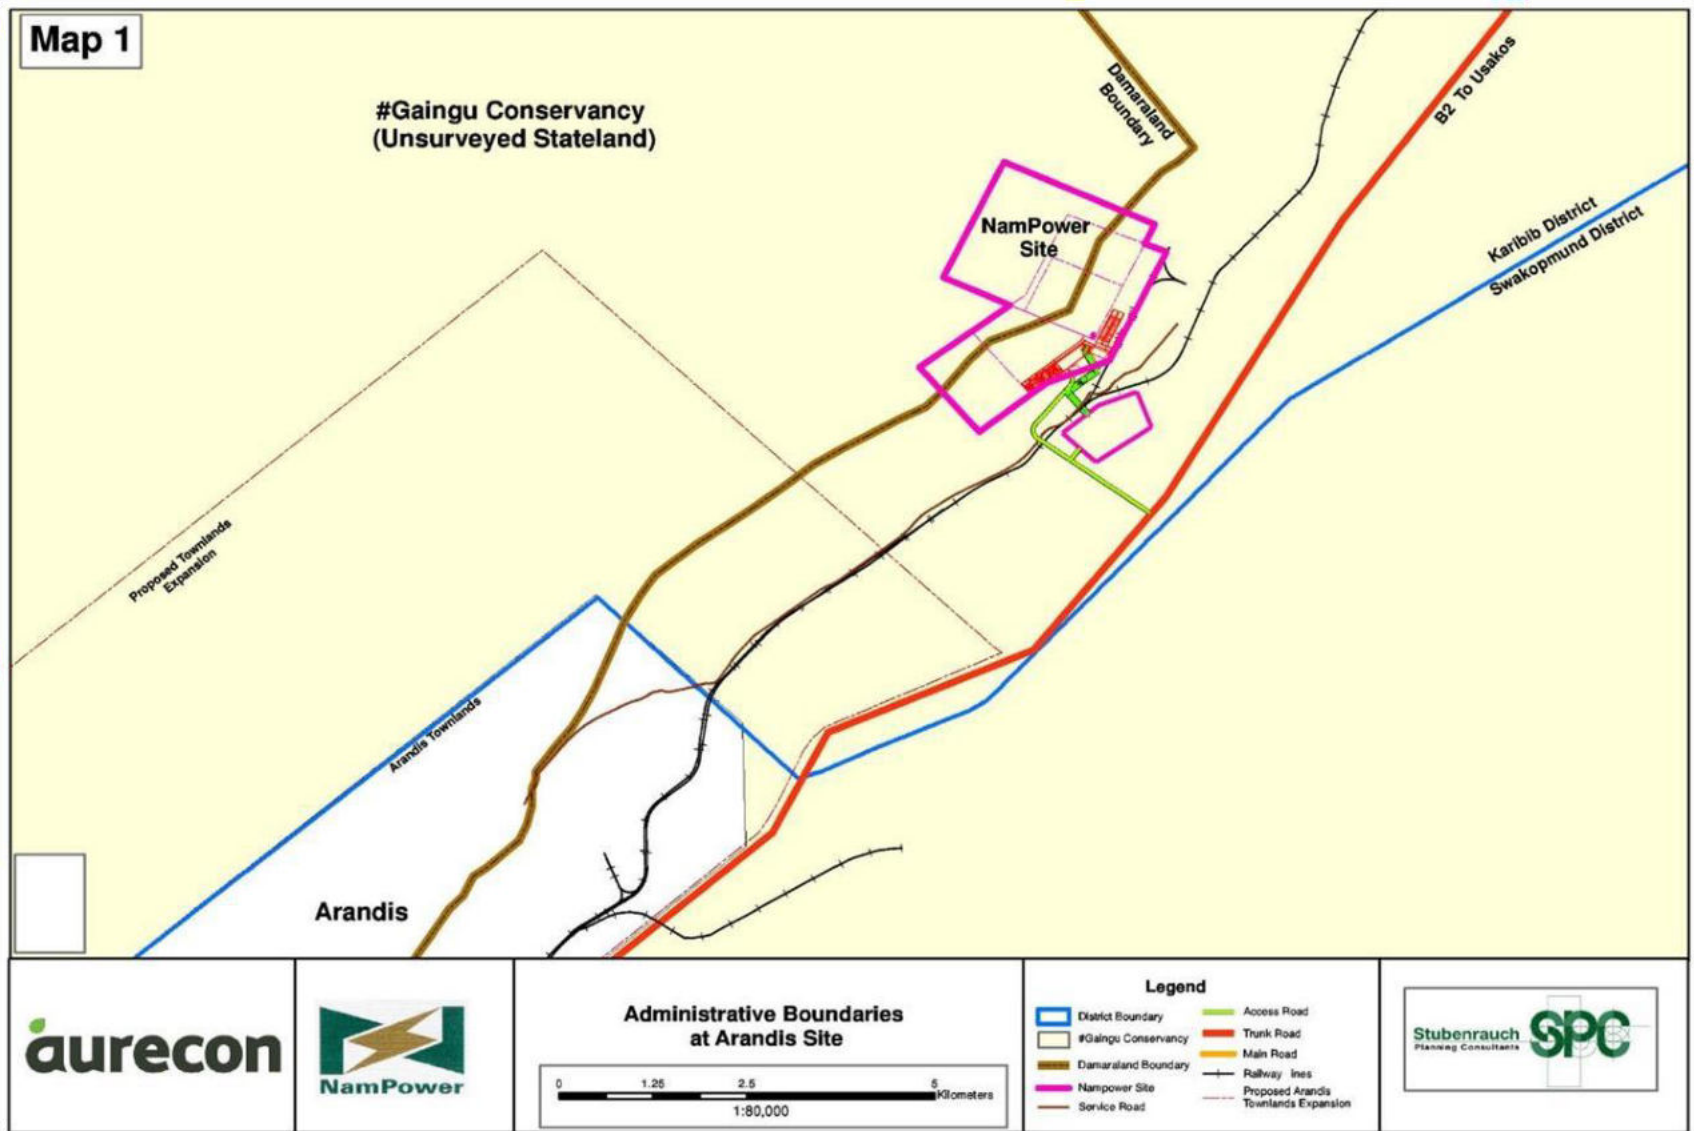 Map 1
#Gaingu Conservancy
(Unsurveyed Stateland)
Damaraland
Boundary
B2 To Usakos
NamPower
Site
Karibib District
Swakopmund District
Proposed Townlands
Expansion
Arandis Townlands
Arandis
aurecon
NamPower
Administrative Boundaries
at Arandis Site
0 1.25 2.5 5
Kilometers
1:80,000
Legend
District Boundary
#Gaingu Conservancy
Damaraland Boundary
Nampower Site
Service Road
Access Road
Trunk Road
Main Road
Railway lines
Proposed Arandis
Townlands Expansion
Stubenrauch
Planning Consultants
SPC